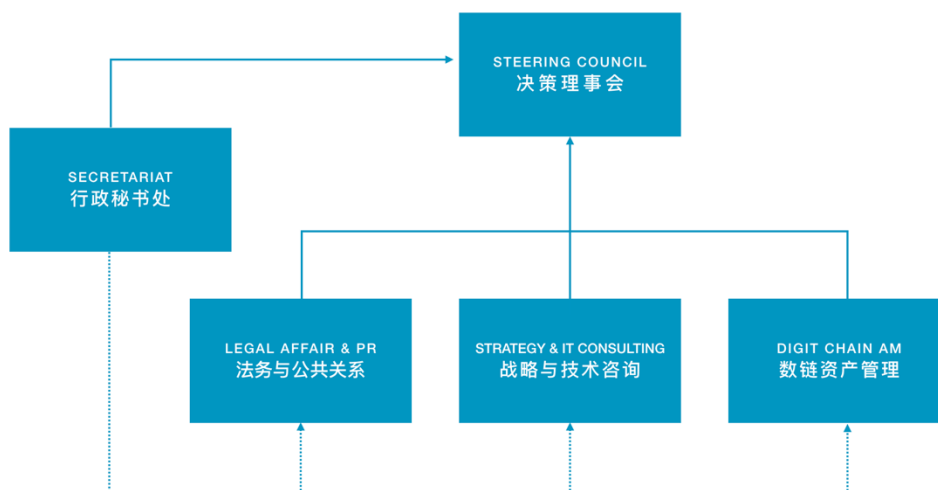 STEERING COUNCIL
决策理事会
SECRETARIAT
行政秘书处
LEGAL AFFAIR & PR
法务与公共关系
STRATEGY & IT CONSULTING
战略与技术咨询
DIGIT CHAIN AM
数链资产管理